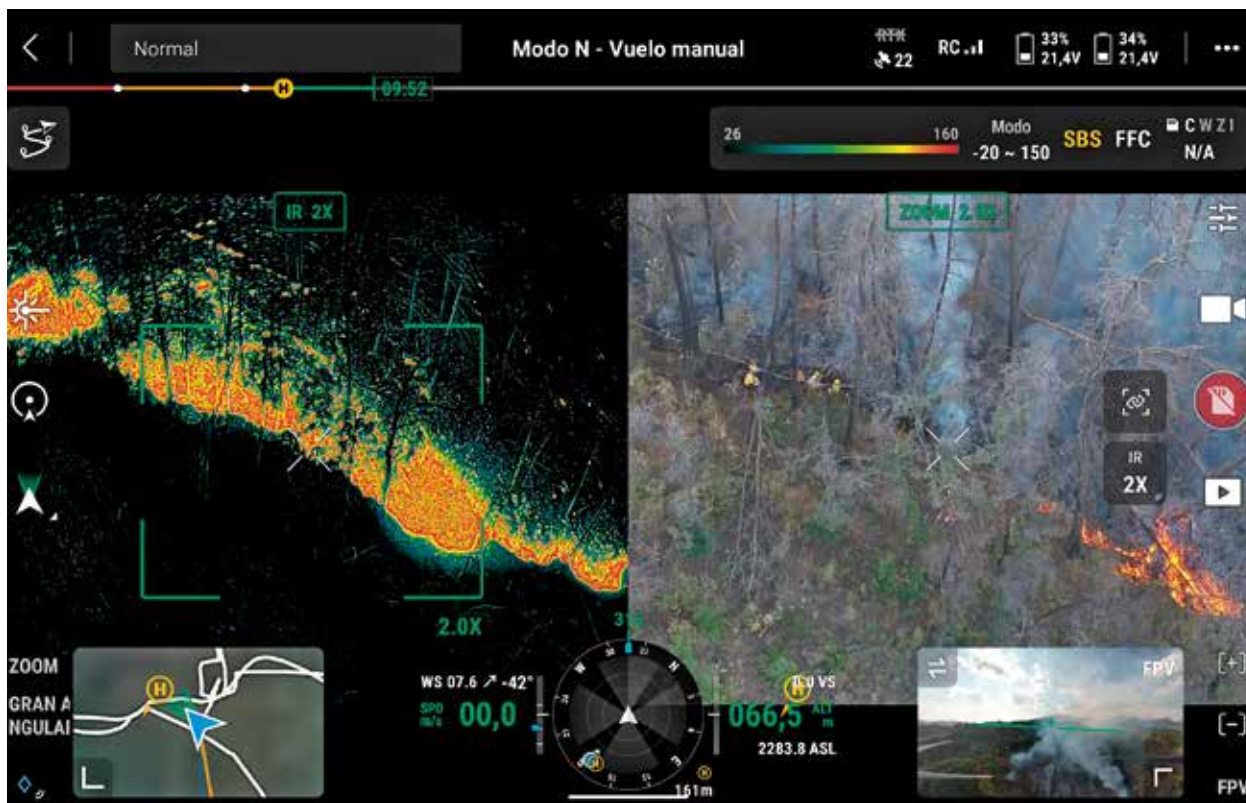 Normal
Modo N - Vuelo manual
RTK
22
RC
33%
21,4V
34%
21,4V
H
09:52
26
160
Modo
-20 ~ 150
SBS
FFC
C W Z I
N/A
IR 2X
IR
2X
2.0X
ZOOM
GRAN A
NGULAI
H
WS 07.6 -42°
SPD
m/s
00,0
N
E
W
H
VS
066,5
ALT
m
2283.8 ASL
161m
FPV
FPV